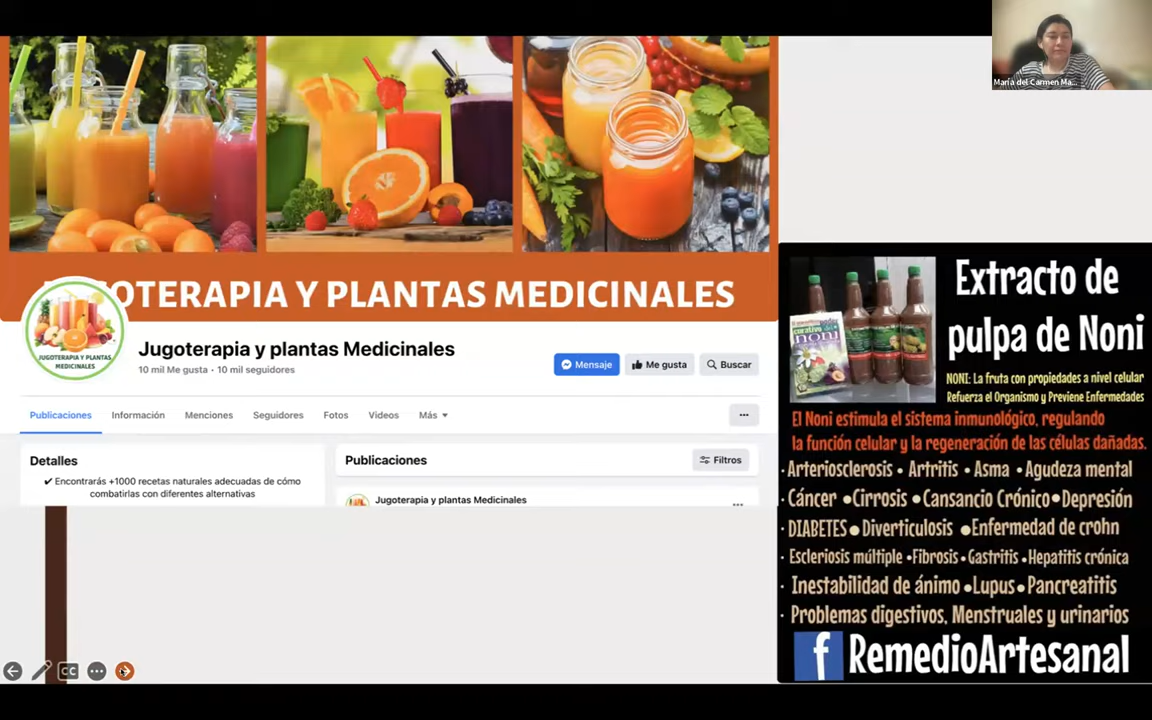 María del Carmen Ma...
JUGOTERAPIA Y PLANTAS MEDICINALES
JUGOTERAPIA Y PLANTAS
MEDICINALES
Jugoterapia y plantas Medicinales
10 mil Me gusta • 10 mil seguidores
Mensaje
Me gusta
Buscar
Publicaciones
Información
Menciones
Seguidores
Fotos
Videos
Más
Detalles
✔ Encontrarás +1000 recetas naturales adecuadas de cómo
combatirlas con diferentes alternativas
Publicaciones
Filtros
Jugoterapia y plantas Medicinales
Extracto de
pulpa de Noni
NONI: La fruta con propiedades a nivel celular
Refuerza el Organismo y Previene Enfermedades
El Noni estimula el sistema inmunológico, regulando
la función celular y la regeneración de las células dañadas.
· Arteriosclerosis • Artritis • Asma • Agudeza mental
· Cáncer • Cirrosis • Cansancio Crónico • Depresión
· DIABETES • Diverticulosis • Enfermedad de crohn
· Escleriosis múltiple • Fibrosis • Gastritis • Hepatitis crónica
· Inestabilidad de ánimo • Lupus • Pancreatitis
· Problemas digestivos, Menstruales y urinarios
f RemedioArtesanal
curativo
noni
CC